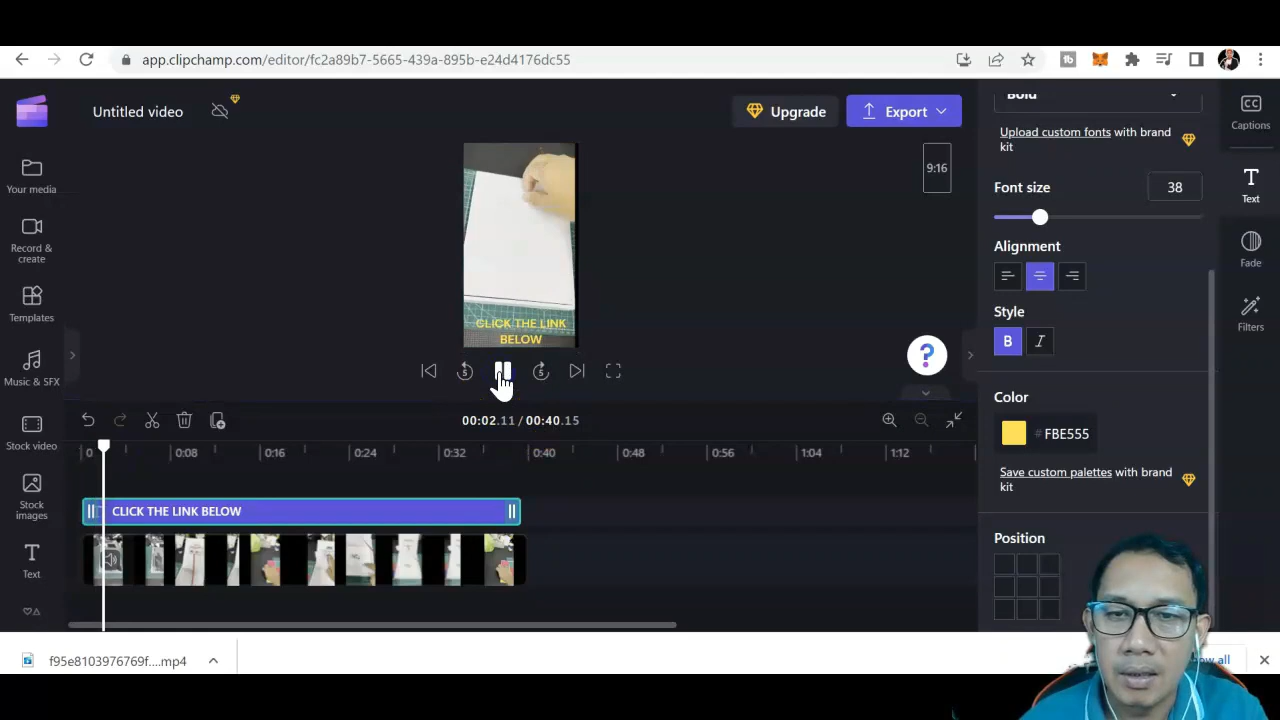 app.clipchamp.com/editor/fc2a89b7-5665-439a-895b-e24d4176dc55
Untitled video
Upgrade
Export
9:16
Your media
Record &
create
Templates
Music & SFX
Stock video
Stock
images
Text
CLICK THE LINK
BELOW
5
5
?
00:02.11 / 00:40.15
0
0:08
0:16
0:24
0:32
0:40
0:48
0:56
1:04
1:12
CLICK THE LINK BELOW
Bold
Upload custom fonts with brand
kit
Font size
38
Alignment
Style
B
I
Color
# FBE555
Save custom palettes with brand
kit
Position
CC
Captions
T
Text
Fade
Filters
f95e8103976769f....mp4